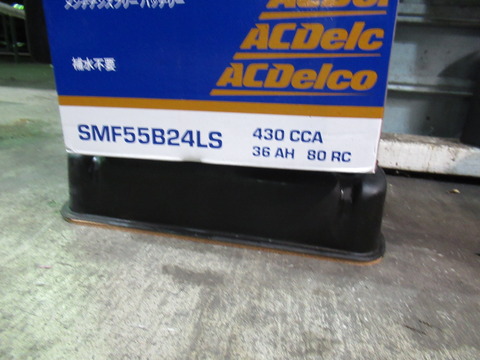 メンテナンスフリー バッテリー
ACDelco
ACDelc
ACDelco
補水不要
SMF55B24LS
430 CCA
36 AH 80 RC